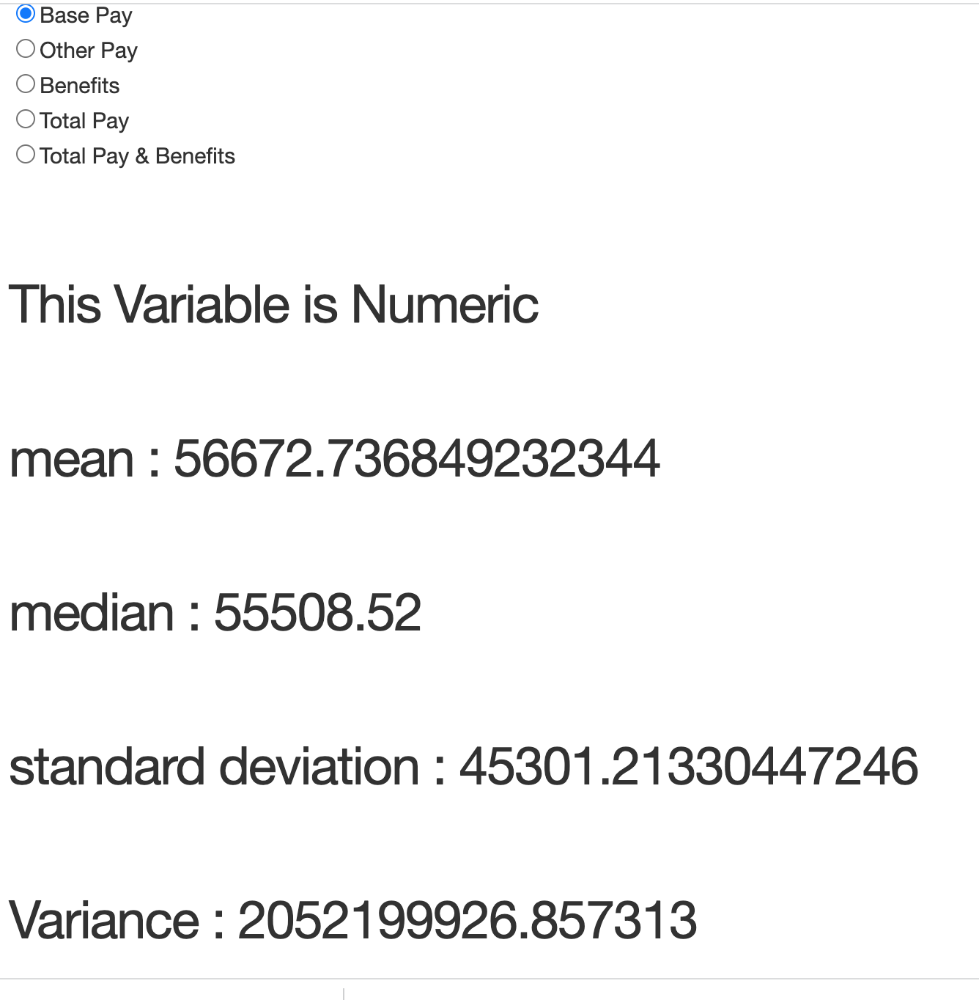 Base Pay
Other Pay
Benefits
Total Pay
Total Pay & Benefits
This Variable is Numeric
mean : 56672.736849232344
median : 55508.52
standard deviation : 45301.21330447246
Variance : 2052199926.857313